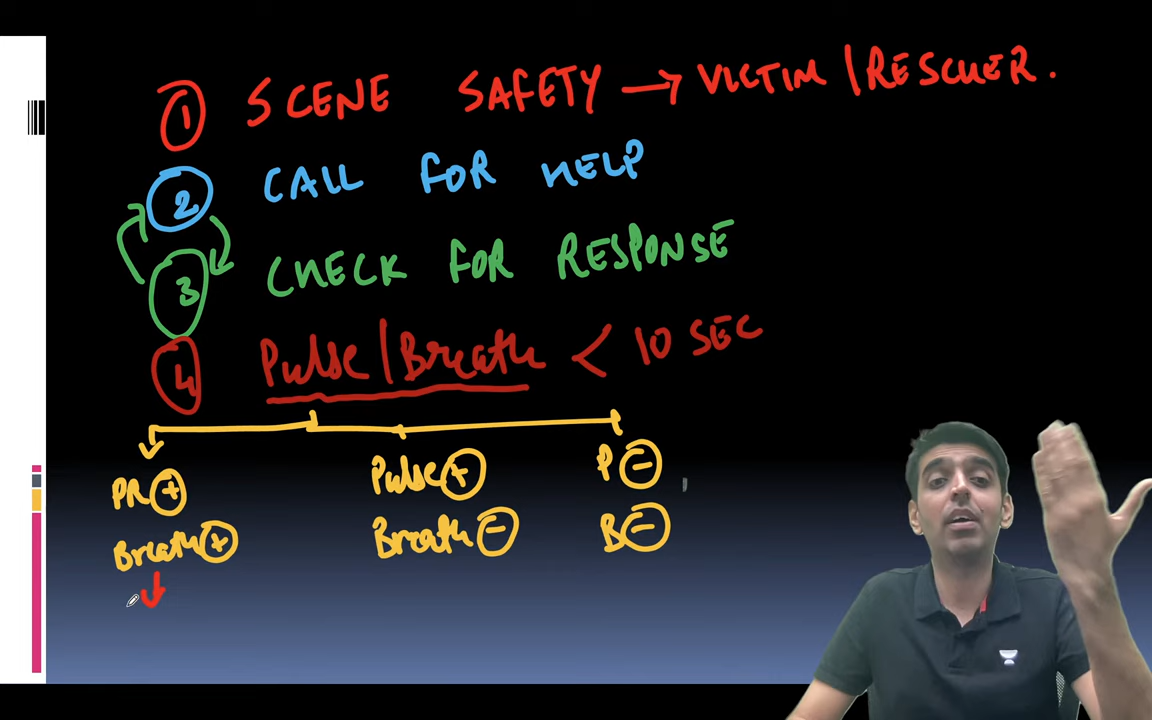 1 SCENE SAFETY → VICTIM / RESCUER.
2 CALL FOR HELP
3 CHECK FOR RESPONSE
4 Pulse/Breath < 10 SEC
PR + Pulse + P -
Breath + Breath - B -